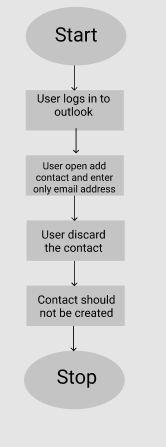 Start
User logs in to
outlook
User open add
contact and enter
only email address
User discard
the contact
Contact should
not be created
Stop